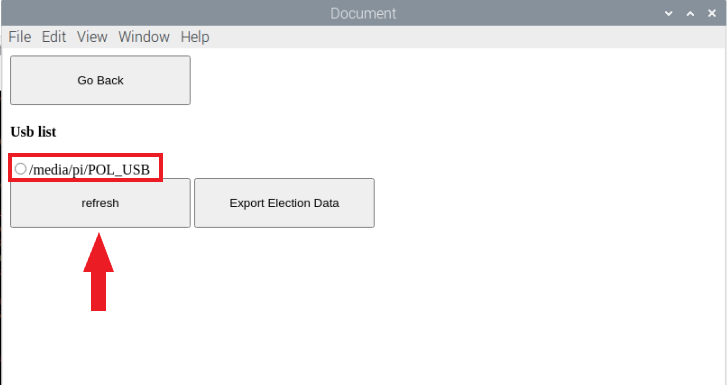 Document
File Edit View Window Help
Go Back
Usb list
/media/pi/POL_USB
refresh Export Election Data